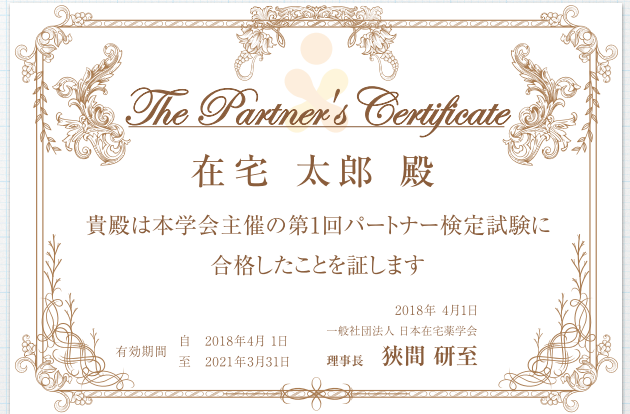 The Partner's Certificate
在宅 太郎 殿
貴殿は本学会主催の第1回パートナー検定試験に
合格したことを証します
2018年 4月1日
一般社団法人 日本在宅薬学会
理事長 狹間 研至
有効期間
自 2018年4月 1日
至 2021年3月31日